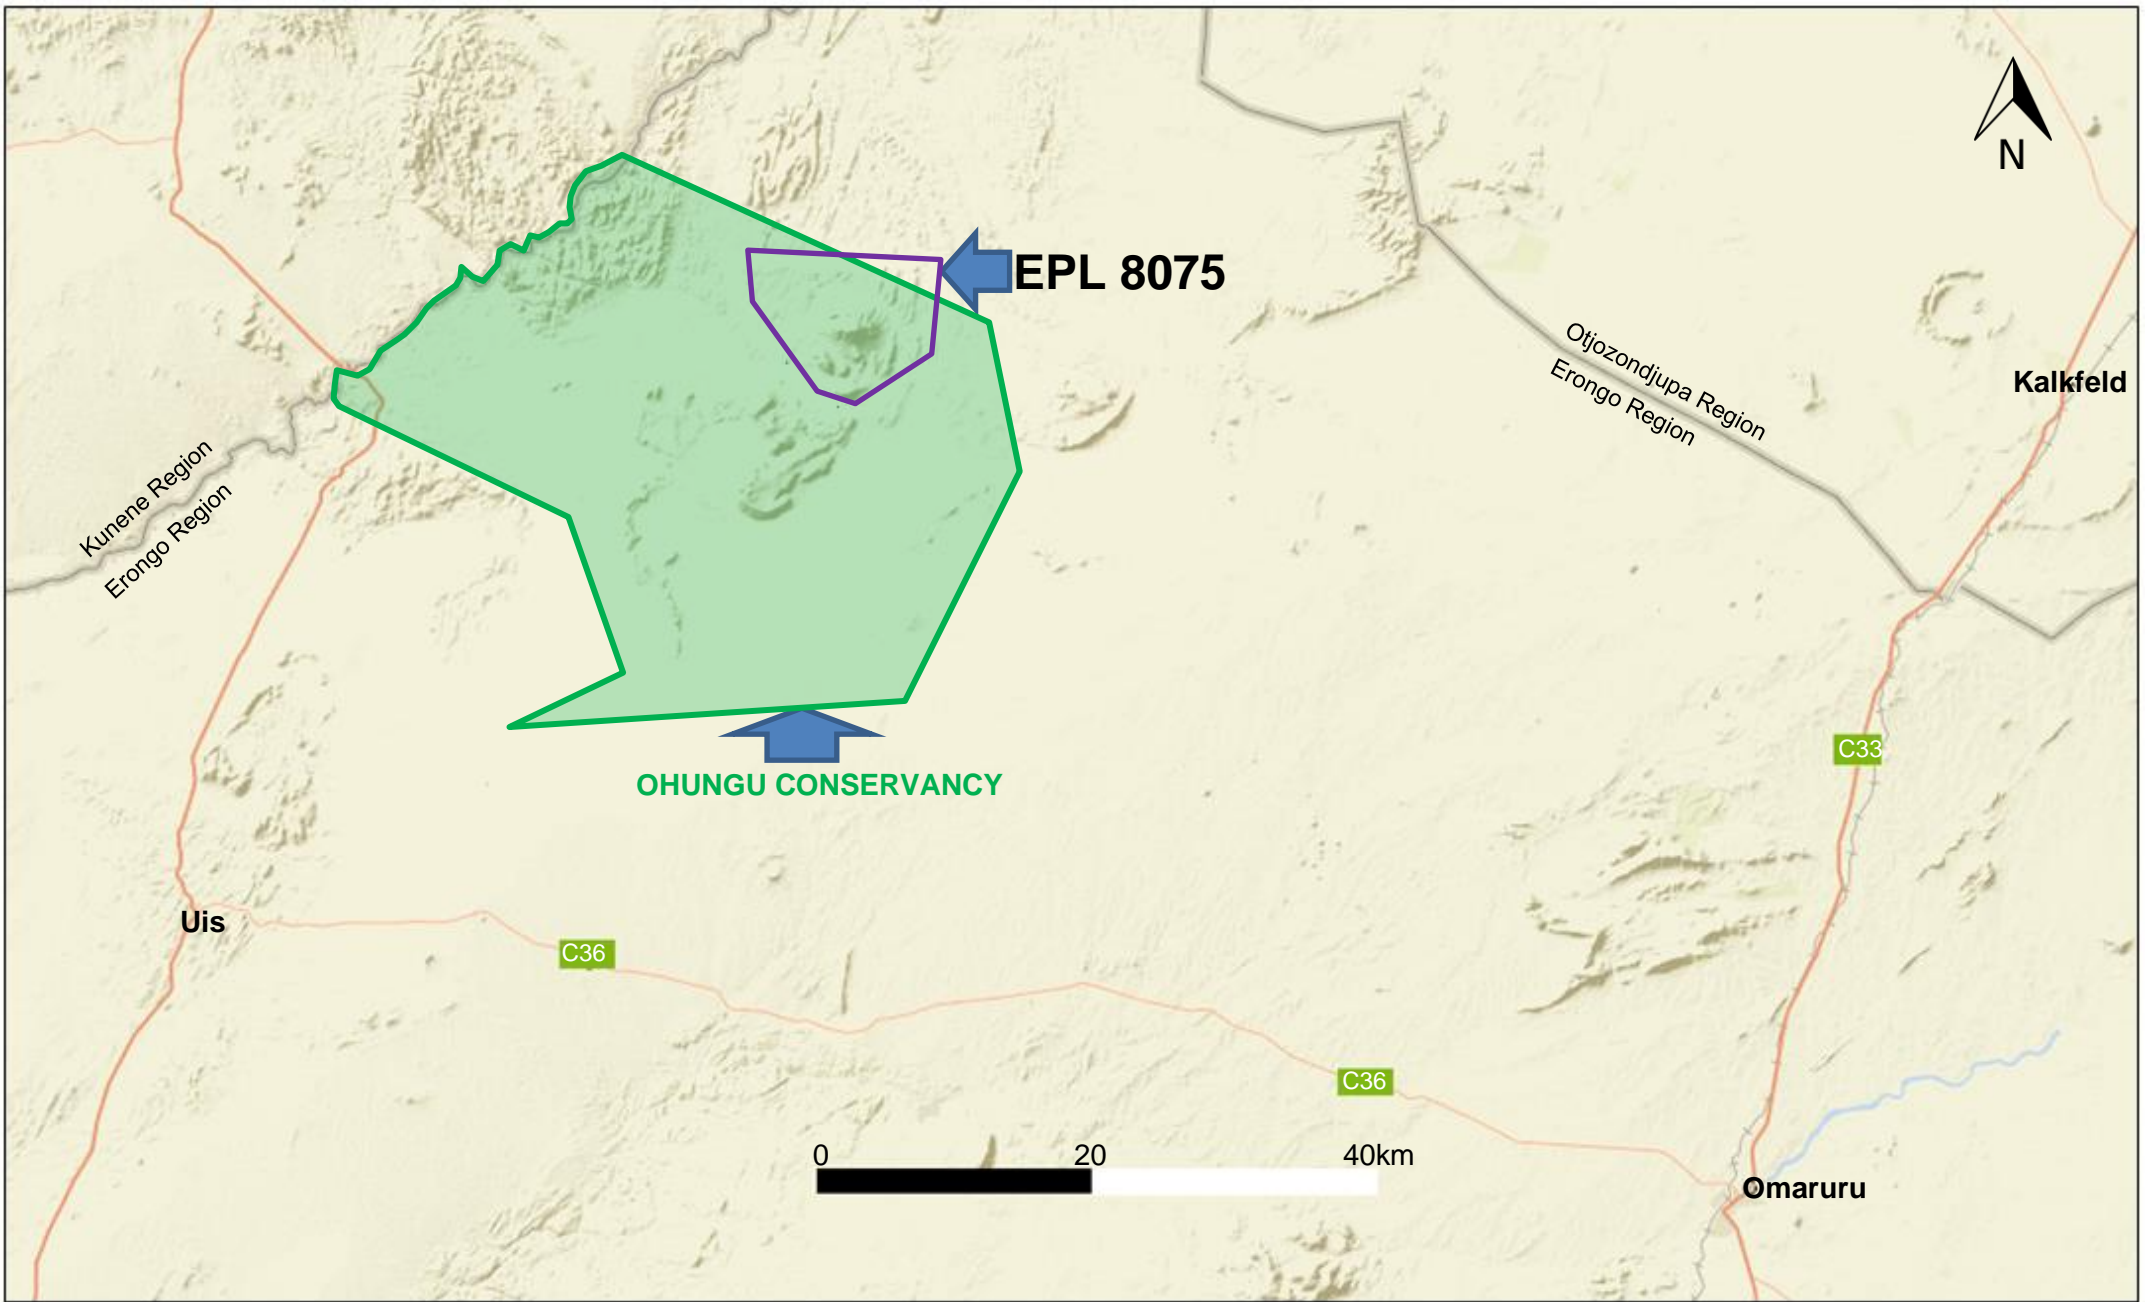 N
EPL 8075
Otjozondjupa Region
Erongo Region
Kalkfeld
Kunene Region
Erongo Region
C33
OHUNGU CONSERVANCY
Uis
C36
C36
0 20 40km
Omaruru